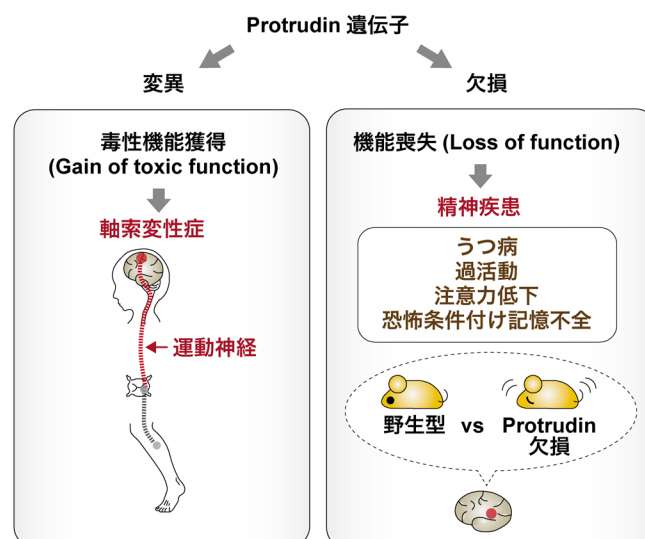 Protrudin 遺伝子
変異
欠損
毒性機能獲得
(Gain of toxic function)
軸索変性症
運動神経
機能喪失 (Loss of function)
精神疾患
うつ病
過活動
注意力低下
恐怖条件付け記憶不全
野生型 vs Protrudin
欠損